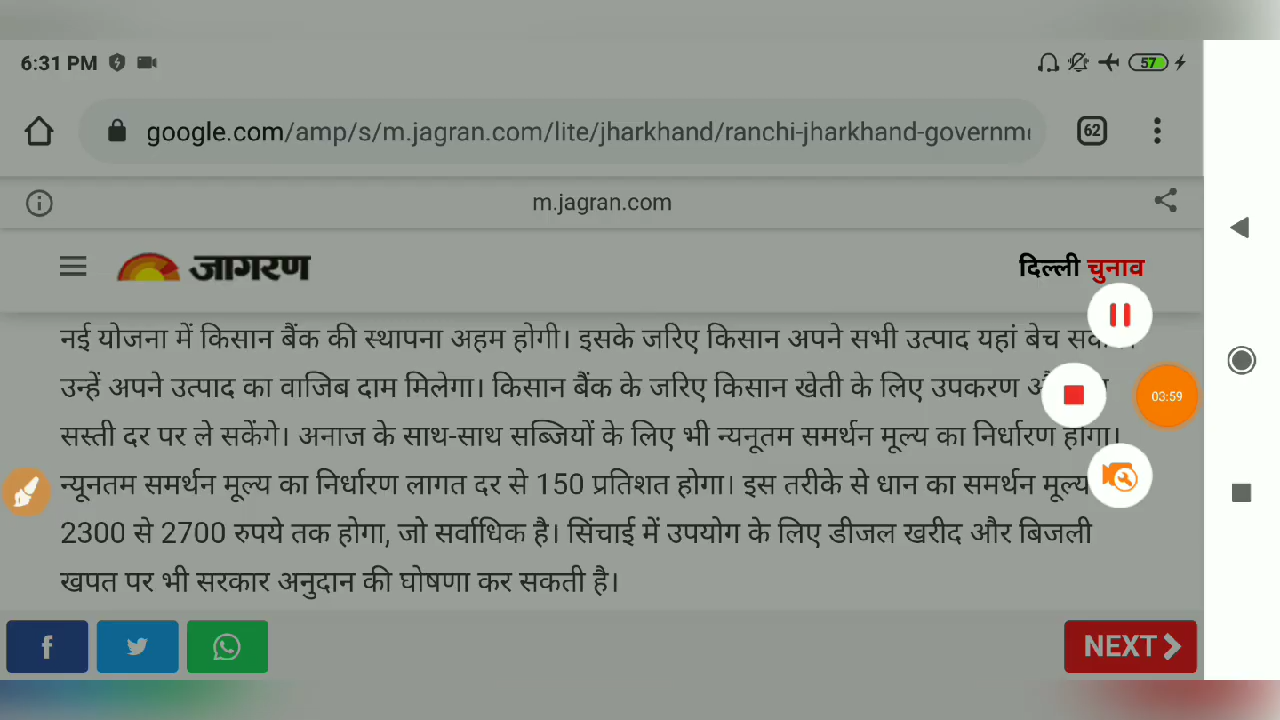 6:31 PM 57
google.com/amp/s/m.jagran.com/lite/jharkhand/ranchi-jharkhand-governm
62
m.jagran.com
जागरण
दिल्ली चुनाव
नई योजना में किसान बैंक की स्थापना अहम होगी। इसके जरिए किसान अपने सभी उत्पाद यहां बेच
उन्हें अपने उत्पाद का वाजिब दाम मिलेगा। किसान बैंक के जरिए किसान खेती के लिए उपकरण
03:59
सस्ती दर पर ले सकेंगे। अनाज के साथ-साथ सब्जियों के लिए भी न्यनूतम समर्थन मूल्य का निर्धारण होगा।
न्यूनतम समर्थन मूल्य का निर्धारण लागत दर से 150 प्रतिशत होगा। इस तरीके से धान का समर्थन मूल्य
2300 से 2700 रुपये तक होगा, जो सर्वाधिक है। सिंचाई में उपयोग के लिए डीजल खरीद और बिजली
खपत पर भी सरकार अनुदान की घोषणा कर सकती है।
NEXT